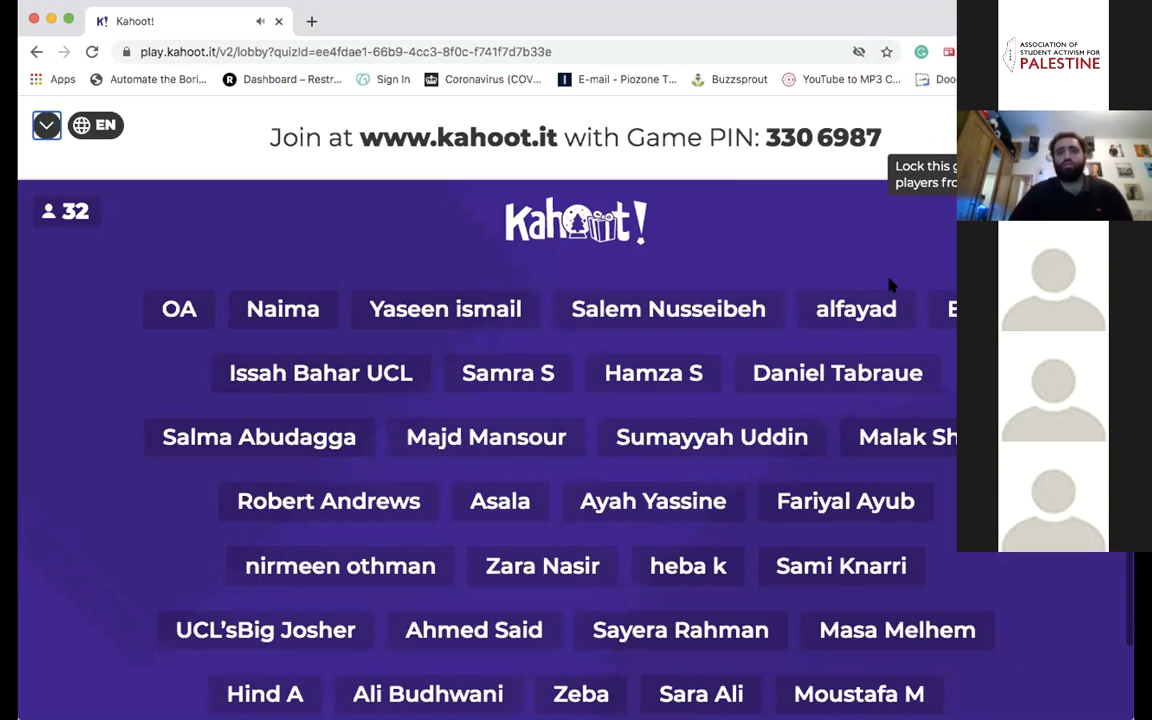 Kahoot!
play.kahoot.it/v2/lobby?quizId=ee4fdae1-66b9-4cc3-8f0c-f741f7d7b33e
Apps Automate the Bori... Dashboard – Restr... Sign In Coronavirus (COV... E-mail - Piozone T... Buzzsprout YouTube to MP3 C...
ASSOCIATION OF
STUDENT ACTIVISM FOR
PALESTINE
EN
Join at www.kahoot.it with Game PIN: 330 6987
Lock this
players
32
Kahoot!
OA Naima Yaseen ismail Salem Nusseibeh alfayad
Issah Bahar UCL Samra S Hamza S Daniel Tabraue
Salma Abudagga Majd Mansour Sumayyah Uddin Malak
Robert Andrews Asala Ayah Yassine Fariyal Ayub
nirmeen othman Zara Nasir heba k Sami Knarri
UCL'sBig Josher Ahmed Said Sayera Rahman Masa Melhem
Hind A Ali Budhwani Zeba Sara Ali Moustafa M